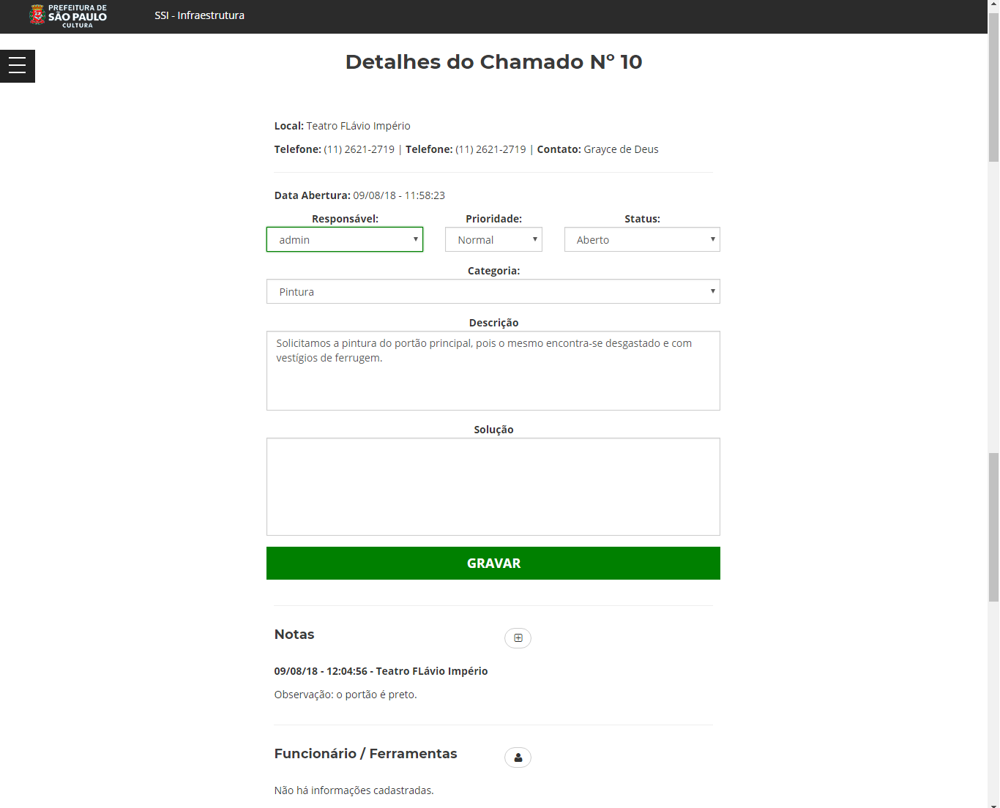 PREFEITURA DE
SÃO PAULO
CULTURA
SSI - Infraestrutura
Detalhes do Chamado Nº 10
Local: Teatro FLávio Império
Telefone: (11) 2621-2719 | Telefone: (11) 2621-2719 | Contato: Grayce de Deus
Data Abertura: 09/08/18 - 11:58:23
Responsável: Prioridade: Status:
admin Normal Aberto
Categoria:
Pintura
Descrição
Solicitamos a pintura do portão principal, pois o mesmo encontra-se desgastado e com
vestígios de ferrugem.
Solução
GRAVAR
Notas
09/08/18 - 12:04:56 - Teatro FLávio Império
Observação: o portão é preto.
Funcionário / Ferramentas
Não há informações cadastradas.